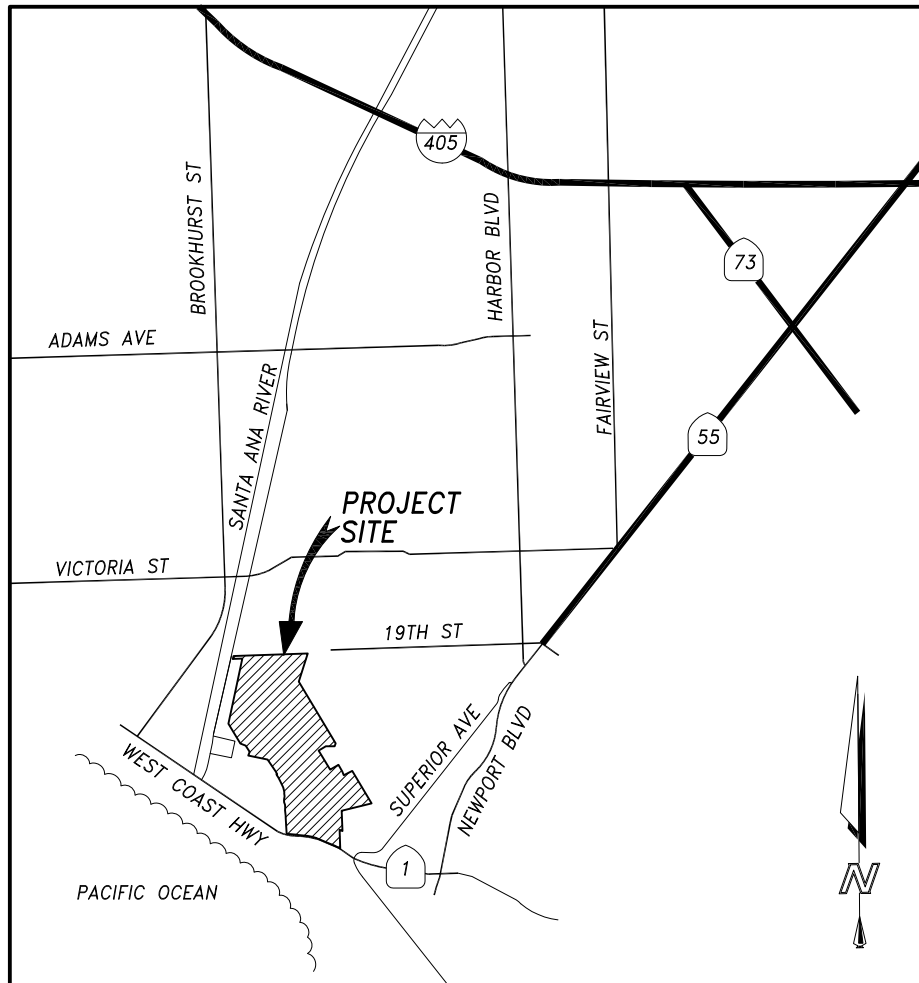 405
BROOKHURST ST
HARBOR BLVD
73
ADAMS AVE
FAIRVIEW ST
SANTA ANA RIVER
55
PROJECT
SITE
VICTORIA ST
19TH ST
SUPERIOR AVE
NEWPORT BLVD
WEST COAST HWY
1
PACIFIC OCEAN
N